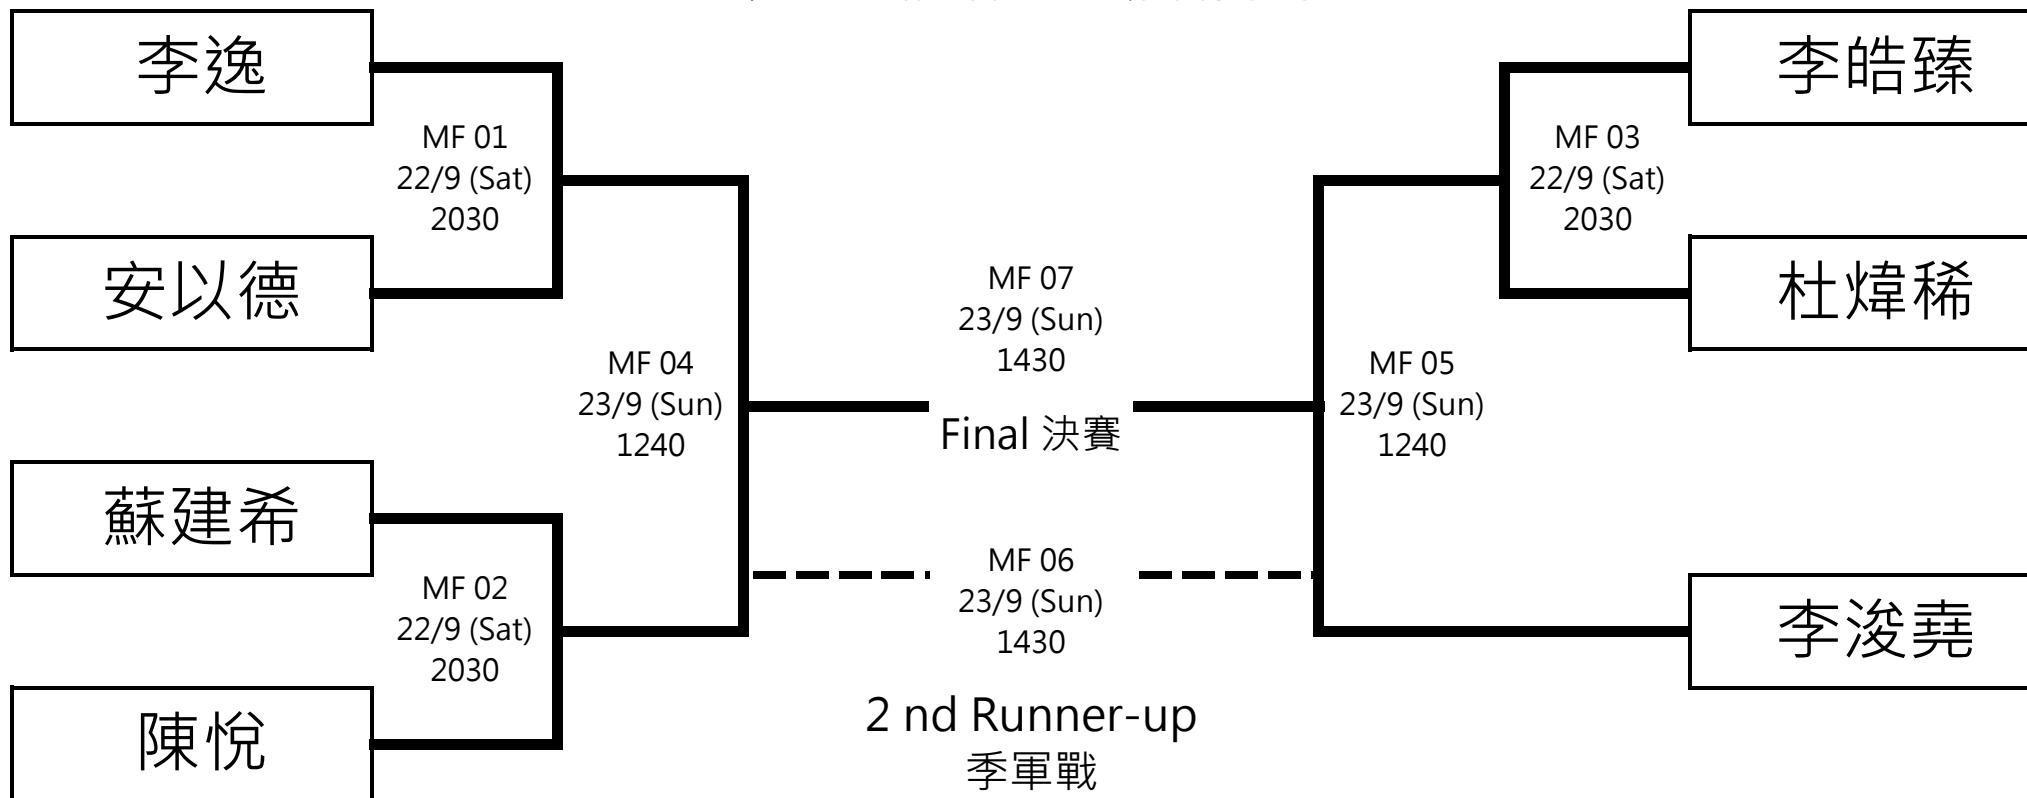 李逸
李皓臻
MF 01
22/9 (Sat)
2030
MF 03
22/9 (Sat)
2030
安以德
杜煒稀
MF 07
23/9 (Sun)
1430
MF 04
23/9 (Sun)
1240
MF 05
23/9 (Sun)
1240
Final 決賽
蘇建希
MF 06
23/9 (Sun)
1430
MF 02
22/9 (Sat)
2030
李浚堯
陳悅
2 nd Runner-up
季軍戰